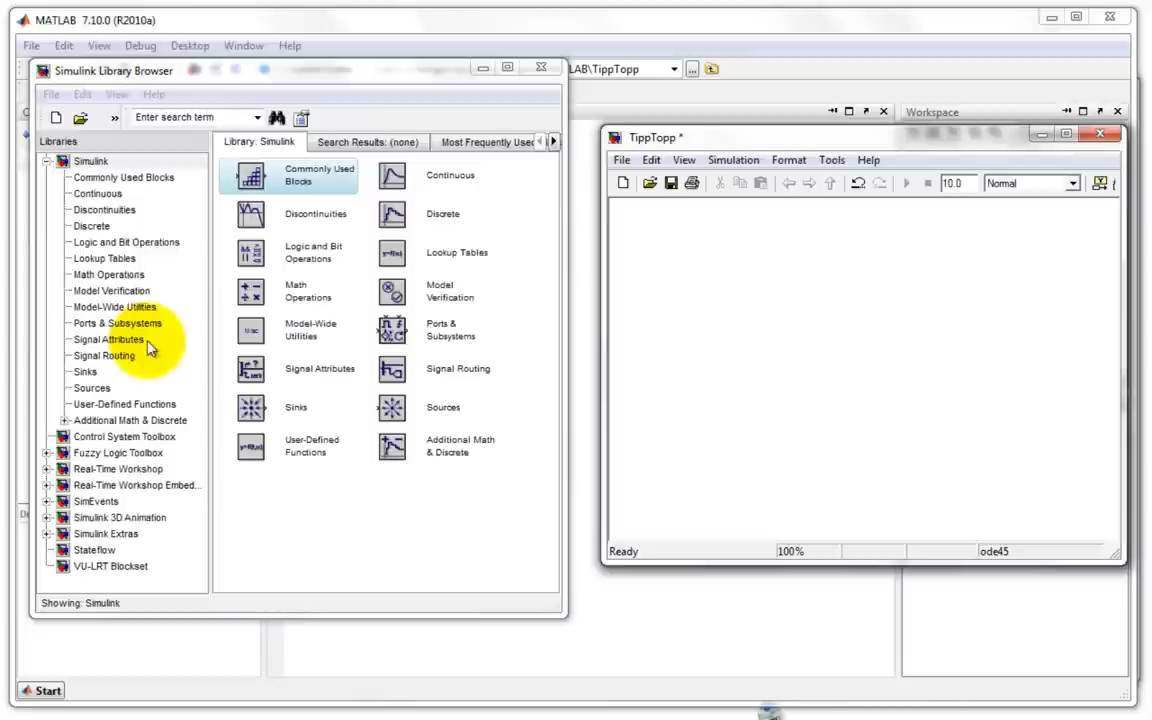 MATLAB 7.10.0 (R2010a)
File Edit View Debug Desktop Window Help
LAB\TippTopp ...
Workspace
Simulink Library Browser
File Edit View Help
» Enter search term
Libraries
Library: Simulink Search Results: (none) Most Frequently Used
Simulink
Commonly Used Blocks
Continuous
Discontinuities
Discrete
Logic and Bit Operations
Lookup Tables
Math Operations
Model Verification
Model-Wide Utilities
Ports & Subsystems
Signal Attributes
Signal Routing
Sinks
Sources
User-Defined Functions
Additional Math & Discrete
Control System Toolbox
Fuzzy Logic Toolbox
Real-Time Workshop
Real-Time Workshop Embed...
SimEvents
Simulink 3D Animation
Simulink Extras
Stateflow
VU-LRT Blockset
Commonly Used
Blocks
Continuous
Discontinuities
Discrete
Logic and Bit
Operations
Lookup Tables
Math
Operations
Model
Verification
Model-Wide
Utilities
Ports &
Subsystems
Signal Attributes
Signal Routing
Sinks
Sources
User-Defined
Functions
Additional Math
& Discrete
Showing: Simulink
TippTopp *
File Edit View Simulation Format Tools Help
10.0 Normal
Ready 100% ode45
Start